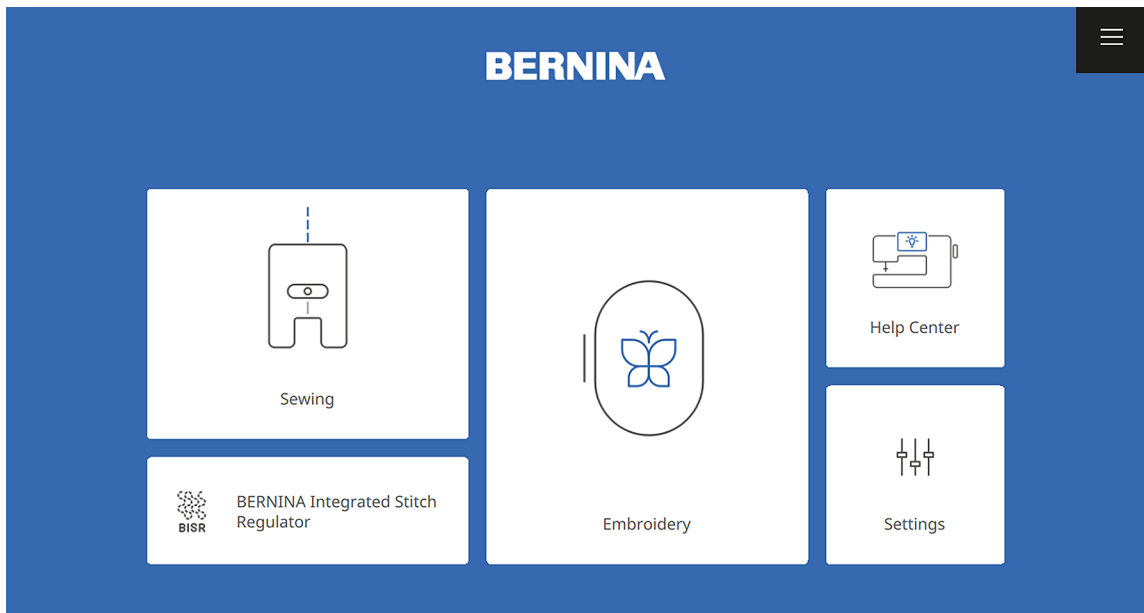 BERNINA
Sewing
BISR
BERNINA Integrated Stitch
Regulator
Embroidery
Help Center
Settings